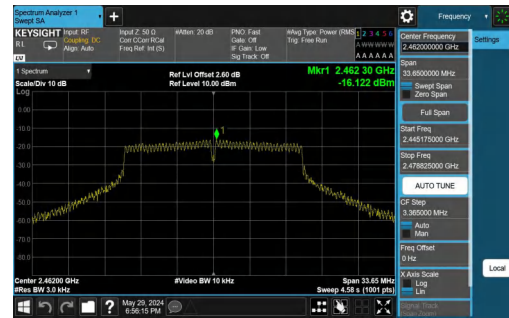 Spectrum Analyzer 1
Swept SA
Frequency
KEYSIGHT
RL
Input: RF
Coupling: DC
Align: Auto
Input Z: 50 Ω
Corr CCorr RCal
Freq Ref: Int (S)
#Atten: 20 dB
PNO: Fast
Gate: Off
IF Gain: Low
Sig Track: Off
#Avg Type: Power (RMS
Trig: Free Run
1 2 3 4 5 6
A W W W W W
A A A A A A
1 Spectrum
Scale/Div 10 dB
Log
Ref Lvl Offset 2.60 dB
Ref Level 10.00 dBm
Mkr1 2.462 30 GHz
-16.122 dBm
1
0.00
-10.0
-20.0
-30.0
-40.0
-50.0
-60.0
-70.0
-80.0
Center 2.46200 GHz
#Res BW 3.0 kHz
#Video BW 10 kHz
Span 33.65 MHz
Sweep 4.58 s (1001 pts)
May 29, 2024
6:56:15 PM
Center Frequency
2.462000000 GHz
Settings
Span
33.6500000 MHz
Swept Span
Zero Span
Full Span
Start Freq
2.445175000 GHz
Stop Freq
2.478825000 GHz
AUTO TUNE
CF Step
3.365000 MHz
Auto
Man
Freq Offset
0 Hz
X Axis Scale
Log
Lin
Local
Signal Track